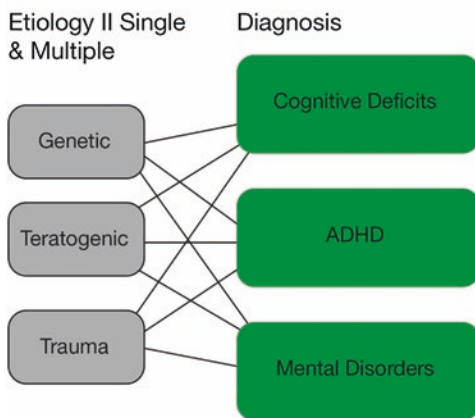 Etiology II Single
& Multiple
Diagnosis
Genetic
Teratogenic
Trauma
Cognitive Deficits
ADHD
Mental Disorders